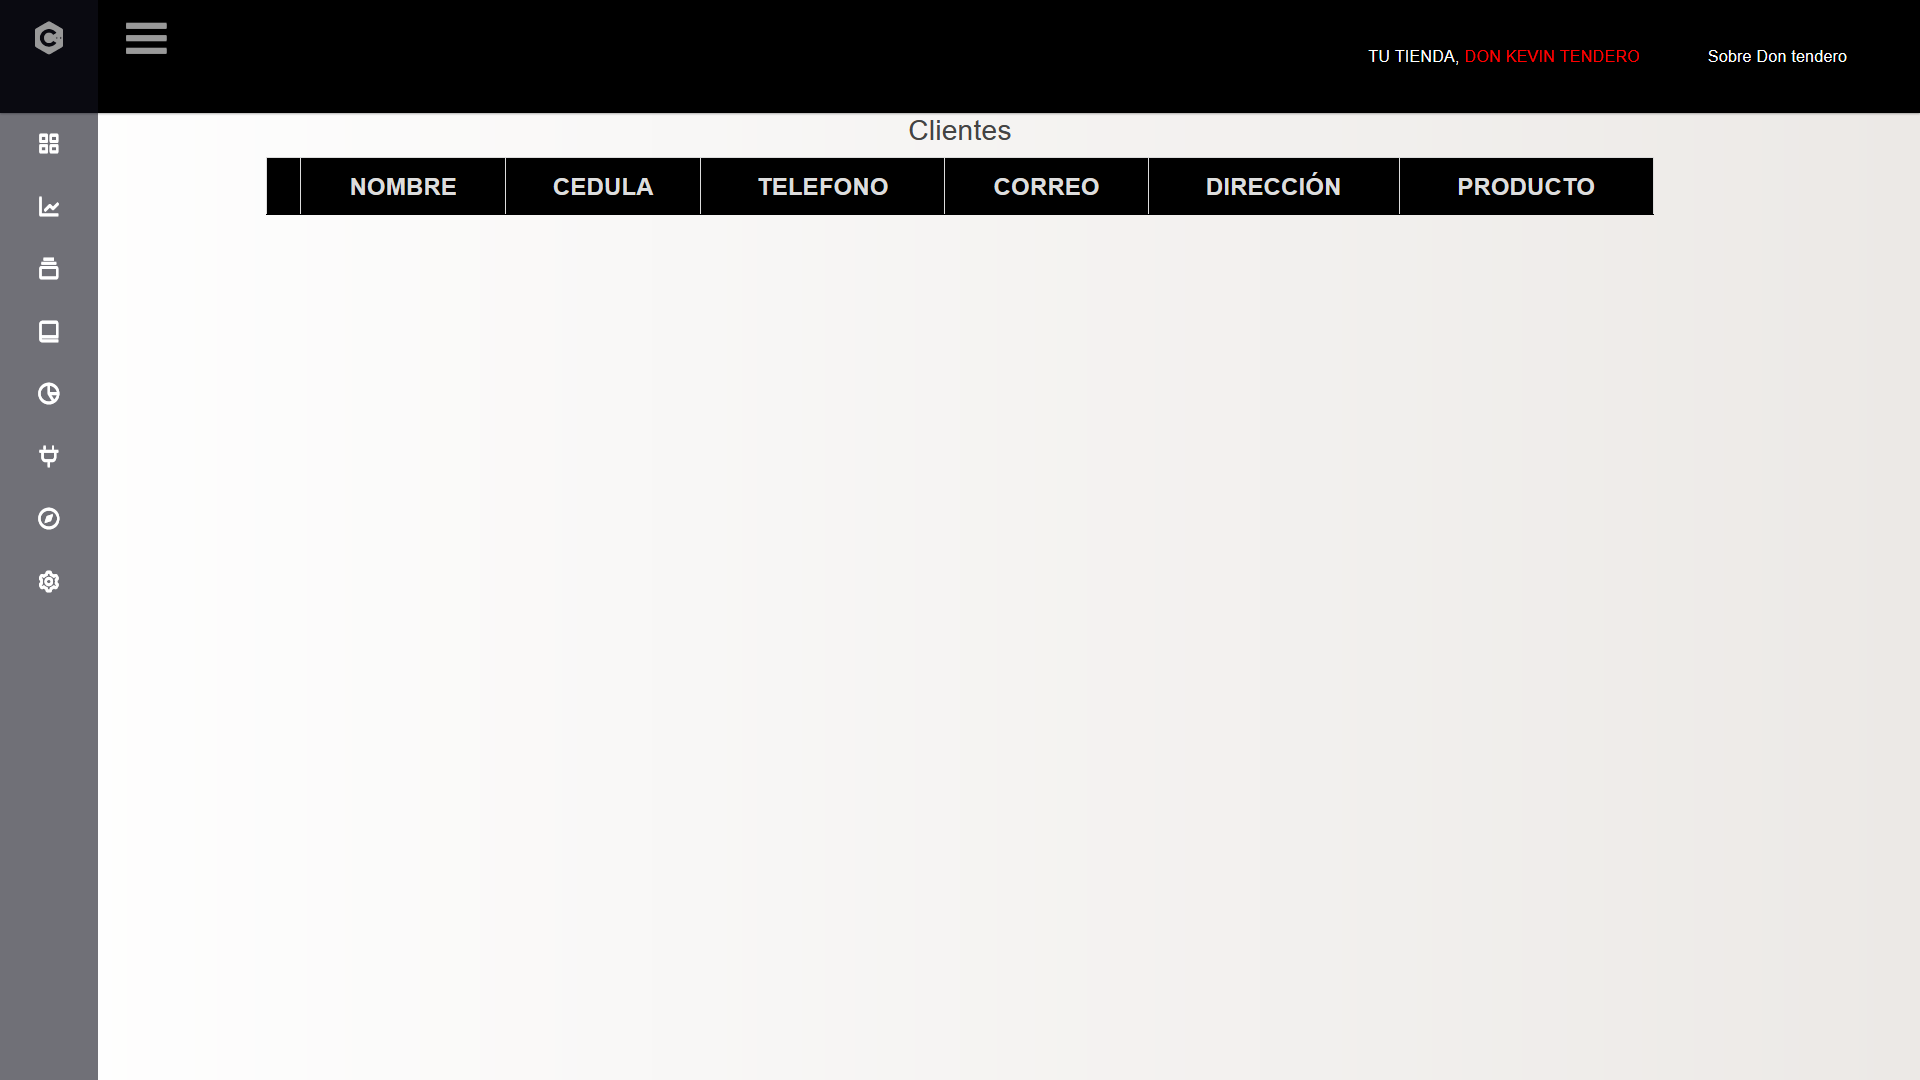 TU TIENDA, DON KEVIN TENDERO
Sobre Don tendero
Clientes
NOMBRE CEDULA TELEFONO CORREO DIRECCIÓN PRODUCTO